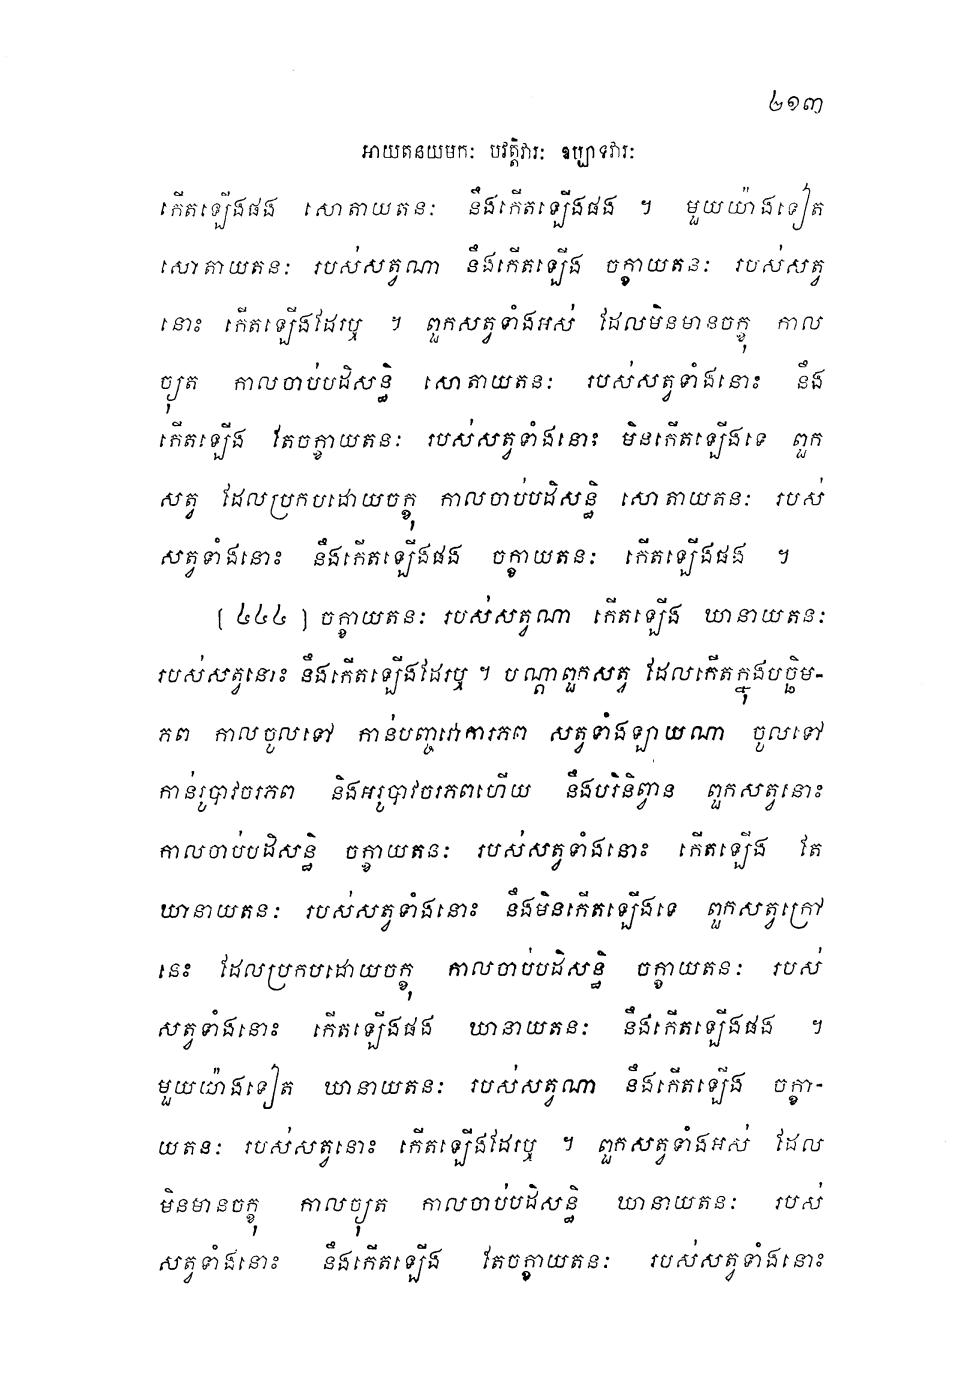 ២១៣
អាយតនយមកៈ បវត្តិវារៈ ឧប្បាទវារៈ
កើតឡើងផង សោតាយតនៈ នឹងកើតឡើងផង ។ មួយយ៉ាងទៀត
សោតាយតនៈ របស់សត្វណា នឹងកើតឡើង ចក្ខាយតនៈ របស់សត្វ
នោះ កើតឡើងដែរឬ ។ ពួកសត្វទាំងអស់ ដែលមិនមានចក្ខុ កាល
ច្យុត កាលចាប់បដិសន្ធិ សោតាយតនៈ របស់សត្វទាំងនោះ នឹង
កើតឡើង តែចក្ខាយតនៈ របស់សត្វទាំងនោះ មិនកើតឡើងទេ ពួក
សត្វ ដែលប្រកបដោយចក្ខុ កាលចាប់បដិសន្ធិ សោតាយតនៈ របស់
សត្វទាំងនោះ នឹងកើតឡើងផង ចក្ខាយតនៈ កើតឡើងផង ។
[ ៤៤៤ ] ចក្ខាយតនៈ របស់សត្វណា កើតឡើង ឃានាយតនៈ
របស់សត្វនោះ នឹងកើតឡើងដែរឬ ។ បណ្តាពួកសត្វ ដែលកើតក្នុងបច្ឆិម-
ភព កាលចូលទៅ កាន់បញ្ចវោការភព សត្វទាំងឡាយណា ចូលទៅ
កាន់រូបាវចរភព និងអរូបាវចរភពហើយ នឹងបរិនិព្វាន ពួកសត្វនោះ
កាលចាប់បដិសន្ធិ ចក្ខាយតនៈ របស់សត្វទាំងនោះ កើតឡើង តែ
ឃានាយតនៈ របស់សត្វទាំងនោះ នឹងមិនកើតឡើងទេ ពួកសត្វក្រៅ
នេះ ដែលប្រកបដោយចក្ខុ កាលចាប់បដិសន្ធិ ចក្ខាយតនៈ របស់
សត្វទាំងនោះ កើតឡើងផង ឃានាយតនៈ នឹងកើតឡើងផង ។
មួយយ៉ាងទៀត ឃានាយតនៈ របស់សត្វណា នឹងកើតឡើង ចក្ខា-
យតនៈ របស់សត្វនោះ កើតឡើងដែរឬ ។ ពួកសត្វទាំងអស់ ដែល
មិនមានចក្ខុ កាលច្យុត កាលចាប់បដិសន្ធិ ឃានាយតនៈ របស់
សត្វទាំងនោះ នឹងកើតឡើង តែចក្ខាយតនៈ របស់សត្វទាំងនោះ